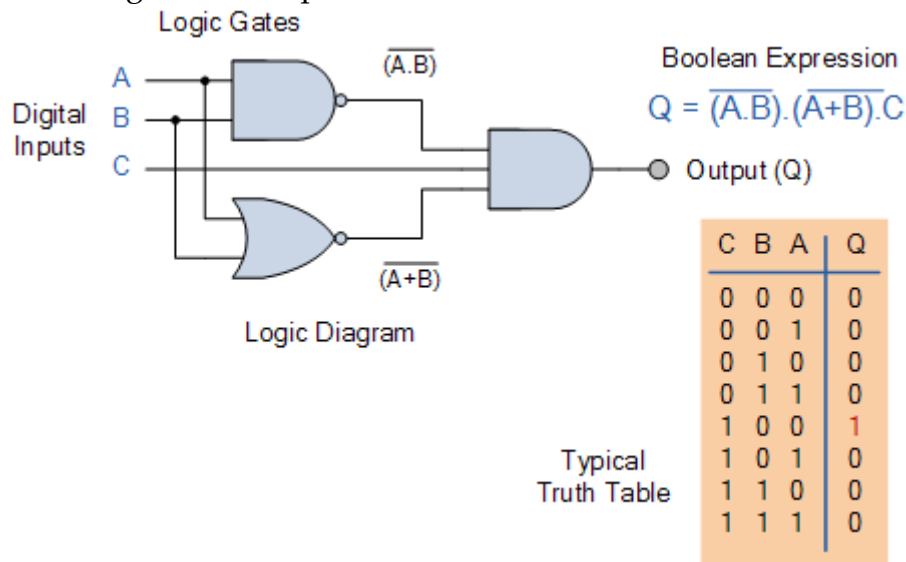 Logic Gates
A
B
C
Digital
Inputs
(A̅.̅B̅)
(A̅+̅B̅)
Logic Diagram
Boolean Expression
Q = (A̅.̅B̅).(A̅+̅B̅).C
Output (Q)
C B A Q
0 0 0 0
0 0 1 0
0 1 0 0
0 1 1 0
1 0 0 1
1 0 1 0
1 1 0 0
1 1 1 0
Typical
Truth Table